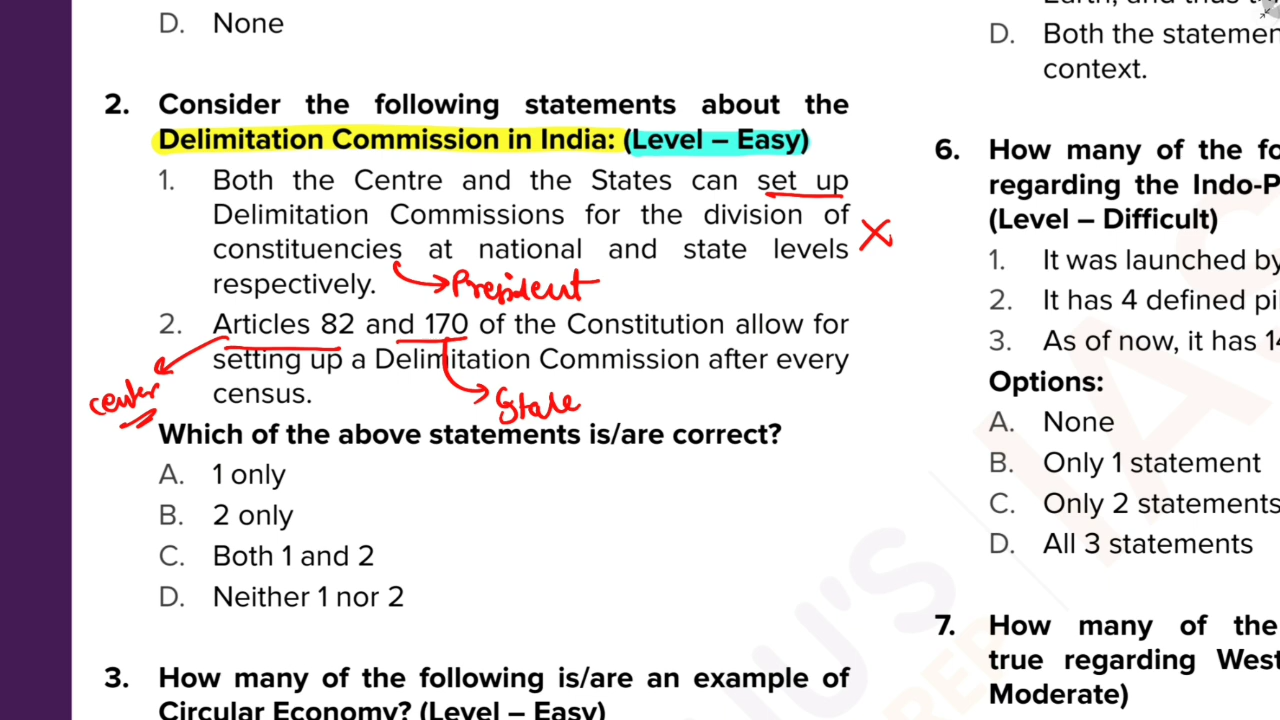 D. None
2. Consider the following statements about the
Delimitation Commission in India: (Level – Easy)
1. Both the Centre and the States can set up
Delimitation Commissions for the division of
constituencies at national and state levels
respectively.
President
2. Articles 82 and 170 of the Constitution allow for
setting up a Delimitation Commission after every
census.
center
State
Which of the above statements is/are correct?
A. 1 only
B. 2 only
C. Both 1 and 2
D. Neither 1 nor 2
3. How many of the following is/are an example of
Circular Economy? (Level – Easy)
D. Both the statemen
context.
6. How many of the fo
regarding the Indo-P
(Level – Difficult)
1. It was launched by
2. It has 4 defined pi
3. As of now, it has 14
Options:
A. None
B. Only 1 statement
C. Only 2 statements
D. All 3 statements
7. How many of the
true regarding West
Moderate)